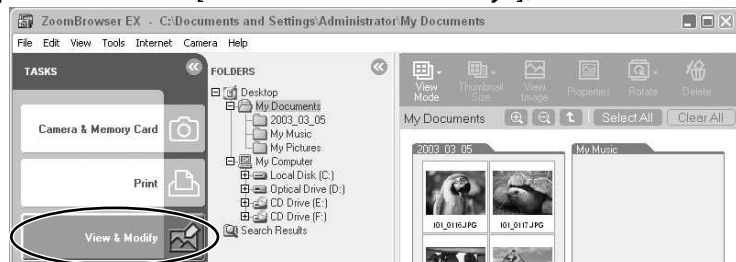 ZoomBrowser EX - C:\Documents and Settings\Administrator\My Documents
File Edit View Tools Internet Camera Help
TASKS
Camera & Memory Card
Print
View & Modify
FOLDERS
Desktop
My Documents
2003_03_05
My Music
My Pictures
My Computer
Local Disk (C:)
Optical Drive (D:)
CD Drive (E:)
CD Drive (F:)
Search Results
View Mode
Thumbnail Size
View Image
Properties
Rotate
Delete
My Documents
Select All
Clear All
2003_03_05
My Music
101_0116.JPG
101_0117.JPG